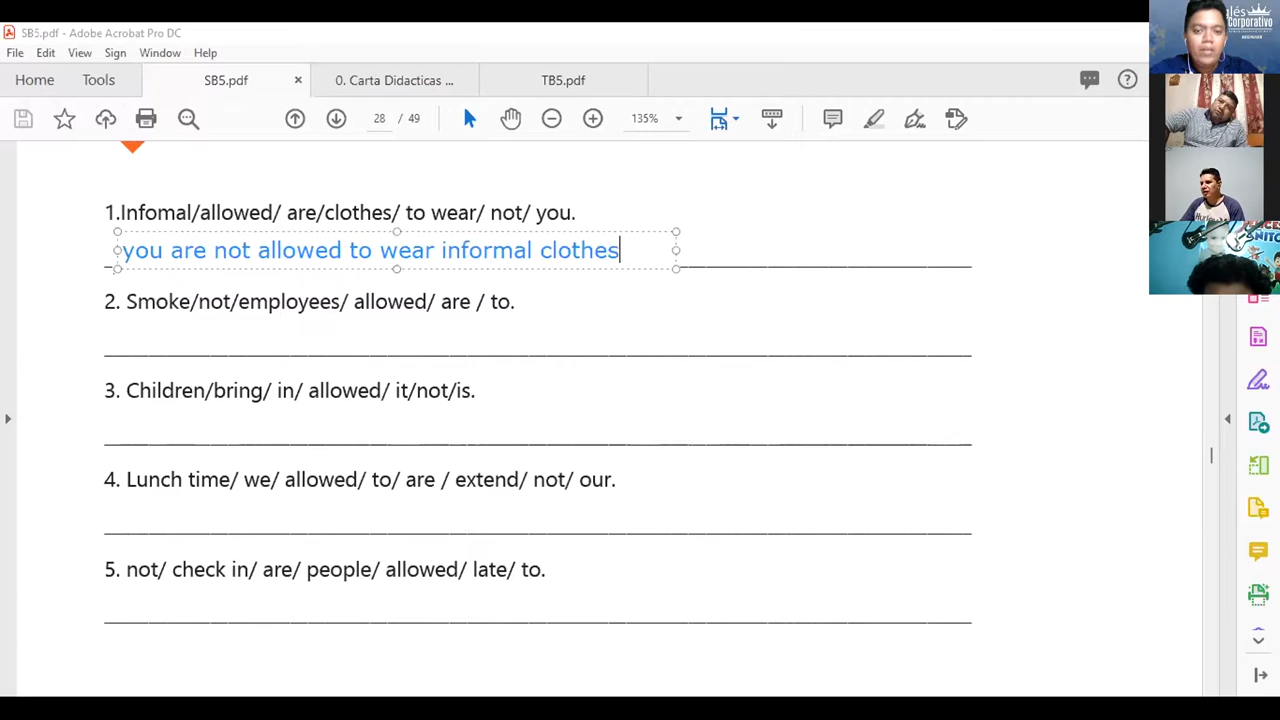 SB5.pdf - Adobe Acrobat Pro DC
File Edit View Sign Window Help
Home Tools SB5.pdf × 0. Carta Didacticas ... TB5.pdf
28 / 49 135%
1.Infomal/allowed/ are/clothes/ to wear/ not/ you.
you are not allowed to wear informal clothes
2. Smoke/not/employees/ allowed/ are / to.
3. Children/bring/ in/ allowed/ it/not/is.
4. Lunch time/ we/ allowed/ to/ are / extend/ not/ our.
5. not/ check in/ are/ people/ allowed/ late/ to.
Corporativo
BEGINNER